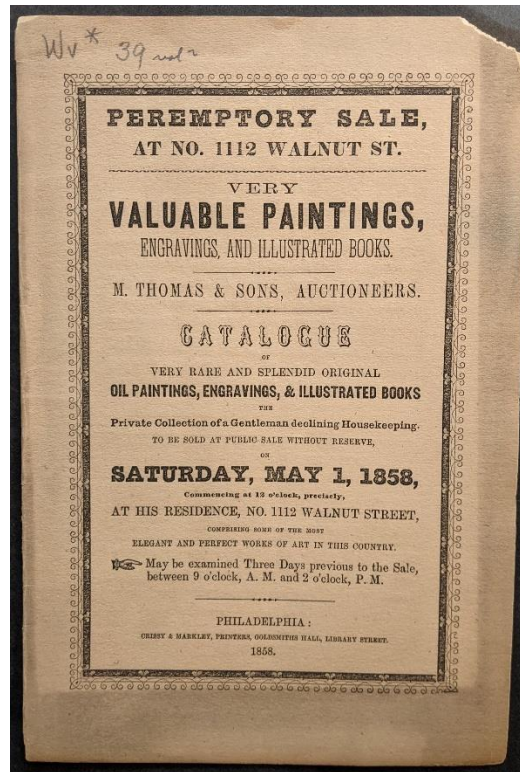 Wv* 39
PEREMPTORY SALE,
AT NO. 1112 WALNUT ST.
VERY
VALUABLE PAINTINGS,
ENGRAVINGS, AND ILLUSTRATED BOOKS.
M. THOMAS & SONS, AUCTIONEERS.
CATALOGUE
OF
VERY RARE AND SPLENDID ORIGINAL
OIL PAINTINGS, ENGRAVINGS, & ILLUSTRATED BOOKS
THE
Private Collection of a Gentleman declining Housekeeping.
TO BE SOLD AT PUBLIC SALE WITHOUT RESERVE,
ON
SATURDAY, MAY 1, 1858,
Commencing at 12 o'clock, precisely,
AT HIS RESIDENCE, NO. 1112 WALNUT STREET,
COMPRISING SOME OF THE MOST
ELEGANT AND PERFECT WORKS OF ART IN THIS COUNTRY.
May be examined Three Days previous to the Sale,
between 9 o'clock, A. M. and 2 o'clock, P. M.
PHILADELPHIA:
CRISSY & MARKLEY, PRINTERS, GOLDSMITHS HALL, LIBRARY STREET.
1858.